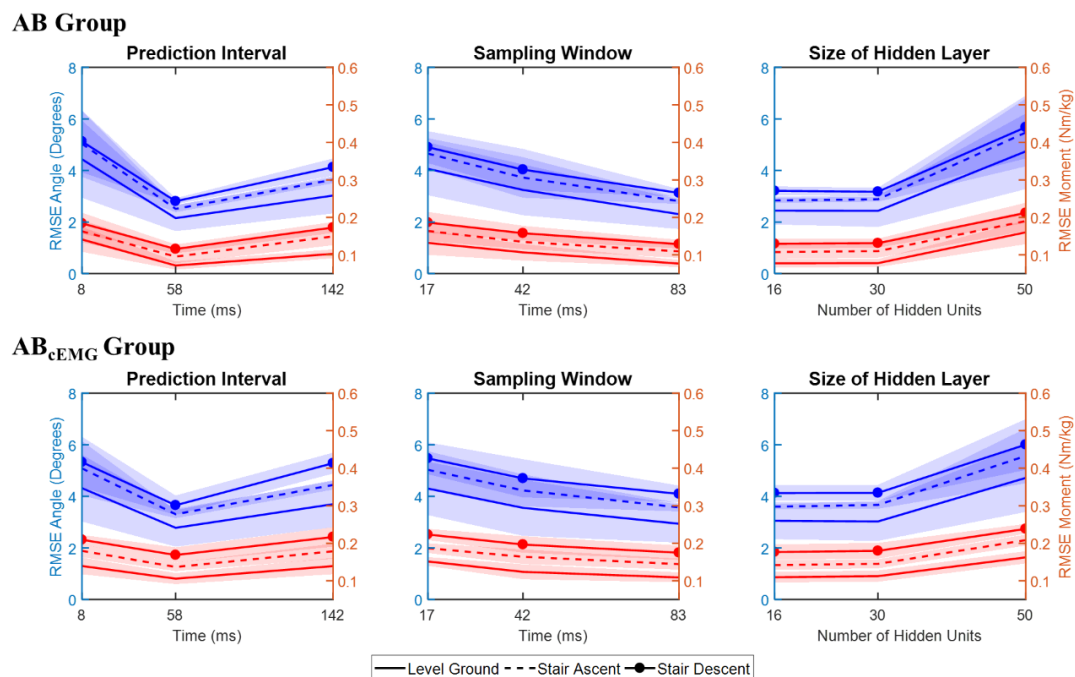 AB Group
Prediction Interval
Sampling Window
Size of Hidden Layer
RMSE Angle (Degrees)
8
6
4
2
0
8 58 142
Time (ms)
0.6
0.5
0.4
0.3
0.2
0.1
8
6
4
2
0
17 42 83
Time (ms)
0.6
0.5
0.4
0.3
0.2
0.1
8
6
4
2
0
16 30 50
Number of Hidden Units
0.6
0.5
0.4
0.3
0.2
0.1
RMSE Moment (Nm/kg)
ABcEMG Group
Prediction Interval
Sampling Window
Size of Hidden Layer
RMSE Angle (Degrees)
8
6
4
2
0
8 58 142
Time (ms)
0.6
0.5
0.4
0.3
0.2
0.1
8
6
4
2
0
17 42 83
Time (ms)
0.6
0.5
0.4
0.3
0.2
0.1
8
6
4
2
0
16 30 50
Number of Hidden Units
0.6
0.5
0.4
0.3
0.2
0.1
RMSE Moment (Nm/kg)
Level Ground Stair Ascent Stair Descent